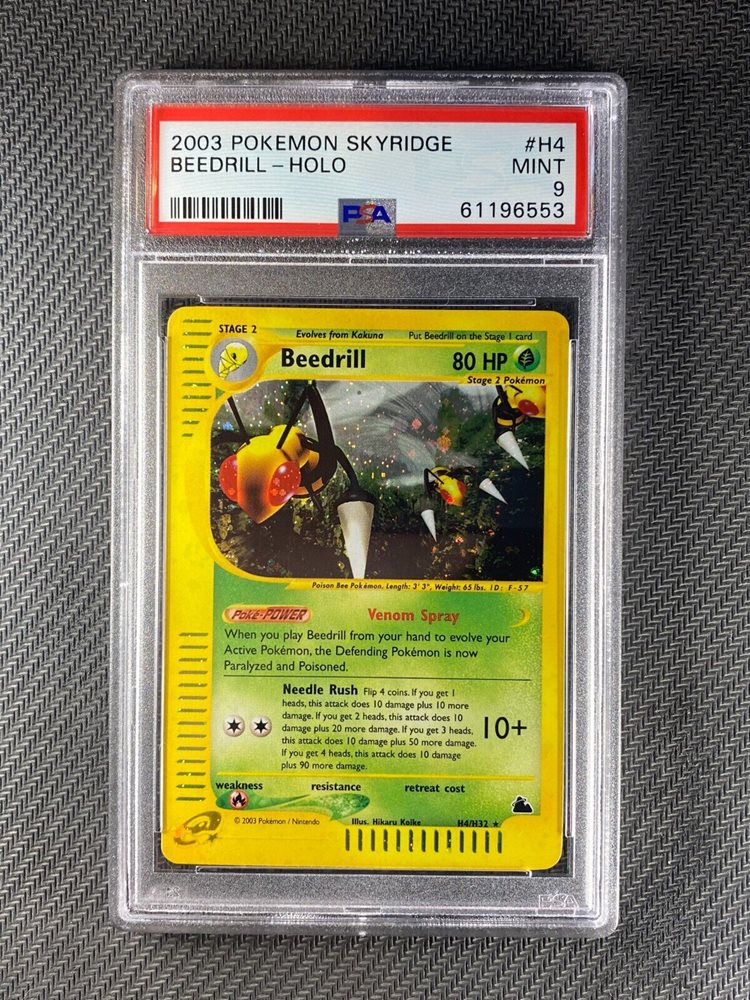 2003 POKEMON SKYRIDGE #H4
BEEDRILL – HOLO MINT
9
PSA 61196553
STAGE 2 Evolves from Kakuna Put Beedrill on the Stage 1 card
Beedrill 80 HP
Stage 2 Pokémon
Poison Bee Pokémon. Length: 3' 3", Weight: 65 lbs. ID: F-57
Poké-POWER Venom Spray
When you play Beedrill from your hand to evolve your
Active Pokémon, the Defending Pokémon is now
Paralyzed and Poisoned.
Needle Rush Flip 4 coins. If you get 1
heads, this attack does 10 damage plus 10 more
damage. If you get 2 heads, this attack does 10
damage plus 20 more damage. If you get 3 heads,
this attack does 10 damage plus 50 more damage.
If you get 4 heads, this attack does 10 damage
plus 90 more damage.
10+
weakness resistance retreat cost
© 2003 Pokémon / Nintendo Illus. Hikaru Koike H4/H32 ★